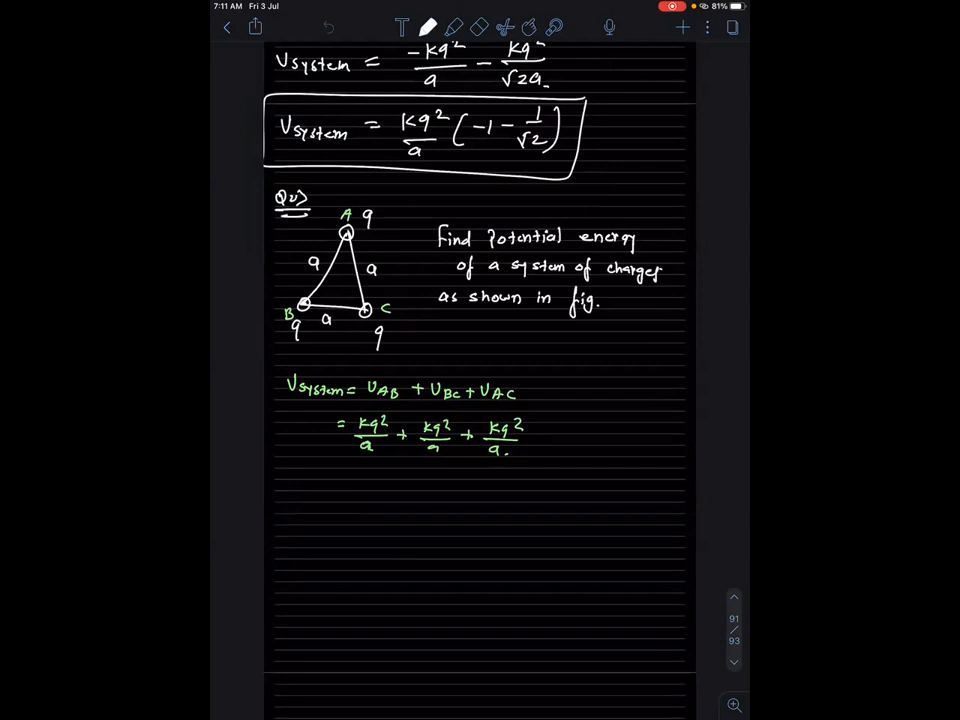 7:11 AM Fri 3 Jul
81%
Usystem = -kq²/a - kq²/√2a.
Usystem = kq²/a (-1 - 1/√2)
A q
a a
B C
q a q
Find Potential energy
of a system of charges
as shown in fig.
Usystem = UAB + UBC + UAC
= kq²/a + kq²/a + kq²/a.
91
/
93